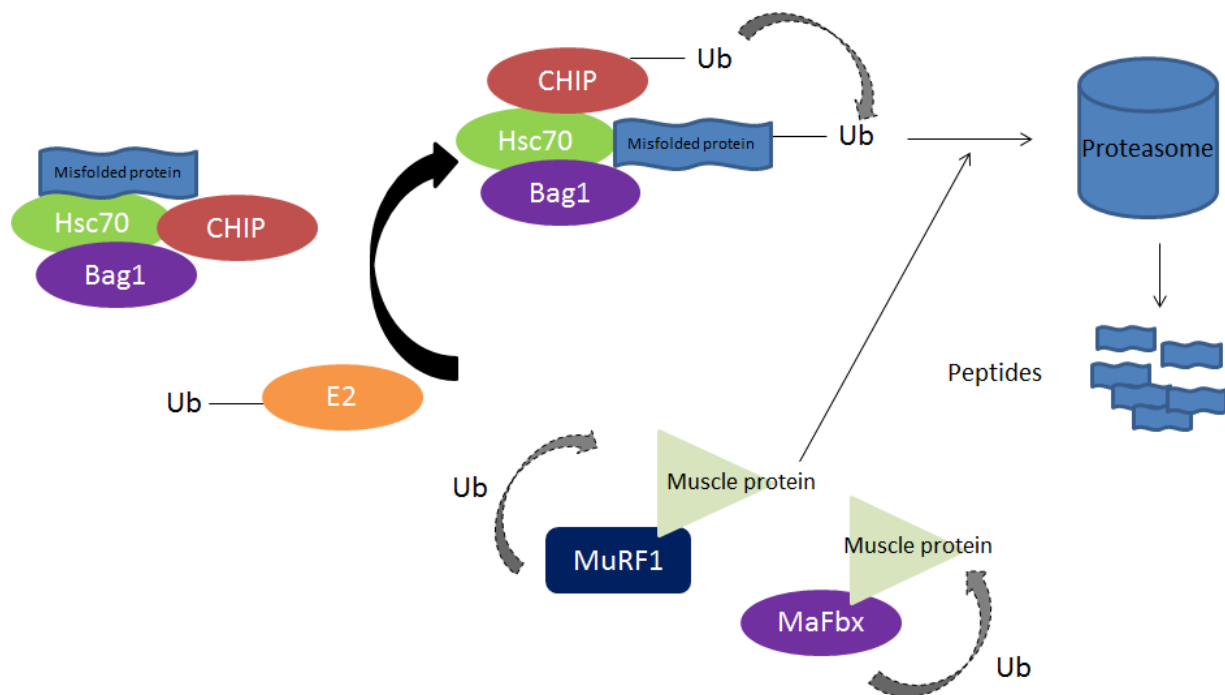 CHIP
Ub
Hsc70
Misfolded protein
Ub
Bag1
Proteasome
Misfolded protein
Hsc70
CHIP
Bag1
Ub
E2
Peptides
Ub
Muscle protein
MuRF1
Muscle protein
MaFbx
Ub